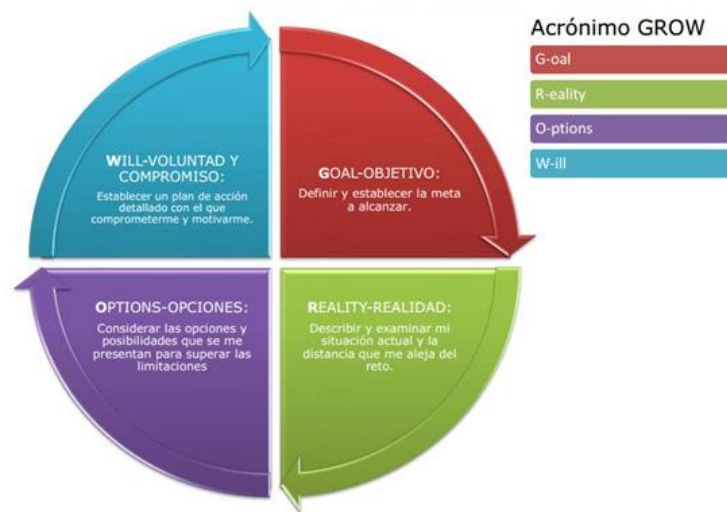 Acrónimo GROW
G-oal
R-eality
O-ptions
W-ill
WILL-VOLUNTAD Y
COMPROMISO:
Establecer un plan de acción
detallado con el que
comprometerme y motivarme.
GOAL-OBJETIVO:
Definir y establecer la meta
a alcanzar.
OPTIONS-OPCIONES:
Considerar las opciones y
posibilidades que se me
presentan para superar las
limitaciones
REALITY-REALIDAD:
Describir y examinar mi
situación actual y la
distancia que me aleja del
reto.